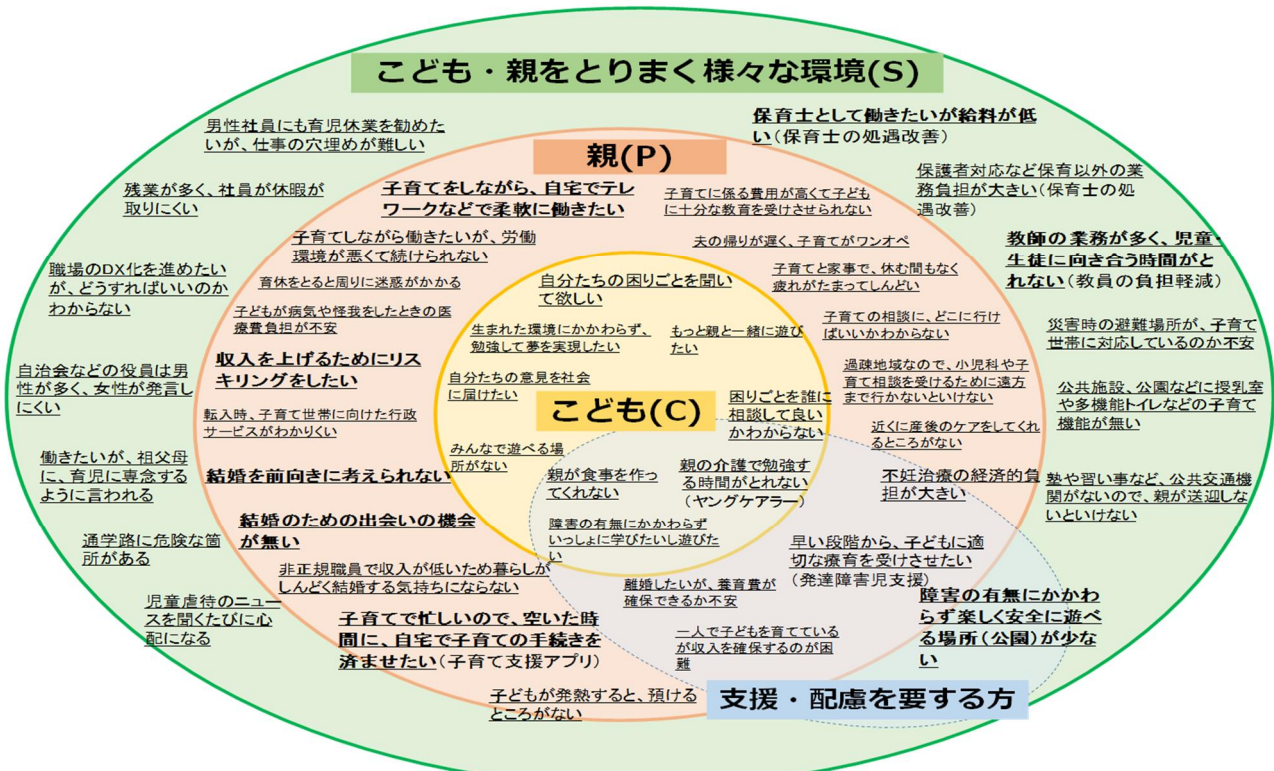 こども・親をとりまく様々な環境(S)
男性社員にも育児休業を勧めた
いが、仕事の穴埋めが難しい
残業が多く、社員が休暇が
取りにくい
職場のDX化を進めたい
が、どうすればいいのか
わからない
自治会などの役員は男
性が多く、女性が発言し
にくい
働きたいが、祖父母
に、育児に専念する
ように言われる
通学路に危険な箇
所がある
児童虐待のニュー
スを聞くたびに心
配になる
保育士として働きたいが給料が低
い(保育士の処遇改善)
保護者対応など保育以外の業
務負担が大きい(保育士の処
遇改善)
教師の業務が多く、児童・
生徒に向き合う時間がと
れない(教員の負担軽減)
災害時の避難場所が、子育て
世帯に対応しているのか不安
公共施設、公園などに授乳室
や多機能トイレなどの子育て
機能が無い
塾や習い事など、公共交通機
関がないので、親が送迎しな
いといけない
障害の有無にかかわ
らず楽しく安全に遊べ
る場所(公園)が少な
い
親(P)
子育てをしながら、自宅でテレ
ワークなどで柔軟に働きたい
子育てしながら働きたいが、労働
環境が悪くて続けられない
育休をとると周りに迷惑がかかる
子どもが病気や怪我をしたときの医
療費負担が不安
収入を上げるためにリス
キリングをしたい
転入時、子育て世帯に向けた行政
サービスがわかりくい
結婚を前向きに考えられない
結婚のための出会いの機会
が無い
非正規職員で収入が低いため暮らしが
しんどく結婚する気持ちにならない
子育てで忙しいので、空いた時
間に、自宅で子育ての手続きを
済ませたい(子育て支援アプリ)
子どもが発熱すると、預ける
ところがない
子育てに係る費用が高くて子ども
に十分な教育を受けさせられない
夫の帰りが遅く、子育てがワンオペ
子育てと家事で、休む間もなく
疲れがたまってしんどい
子育ての相談に、どこに行け
ばいいかわからない
過疎地域なので、小児科や子
育て相談を受けるために遠方
まで行かないといけない
近くに産後のケアをしてくれ
るところがない
不妊治療の経済的負
担が大きい
早い段階から、子どもに適
切な療育を受けさせたい
(発達障害児支援)
離婚したいが、養育費が
確保できるか不安
一人で子どもを育てている
が収入を確保するのが困
難
こども(C)
自分たちの困りごとを聞い
て欲しい
生まれた環境にかかわらず、
勉強して夢を実現したい
もっと親と一緒に遊び
たい
自分たちの意見を社会
に届けたい
困りごとを誰に
相談して良い
かわからない
みんなで遊べる場
所がない
親が食事を作っ
てくれない
親の介護で勉強す
る時間がとれない
(ヤングケアラー)
障害の有無にかかわらず
いっしょに学びたいし遊びた
い
支援・配慮を要する方